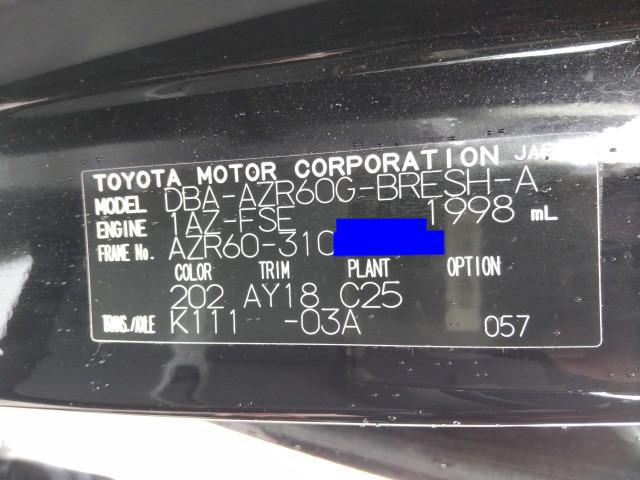 TOYOTA MOTOR CORPORATION JAPAN
MODEL DBA-AZR60G-BRESH-A
ENGINE 1AZ-FSE 1998 mL
FRAME No. AZR60-310
COLOR TRIM PLANT OPTION
202 AY18 C25
TRANS./AXLE K111 -03A 057